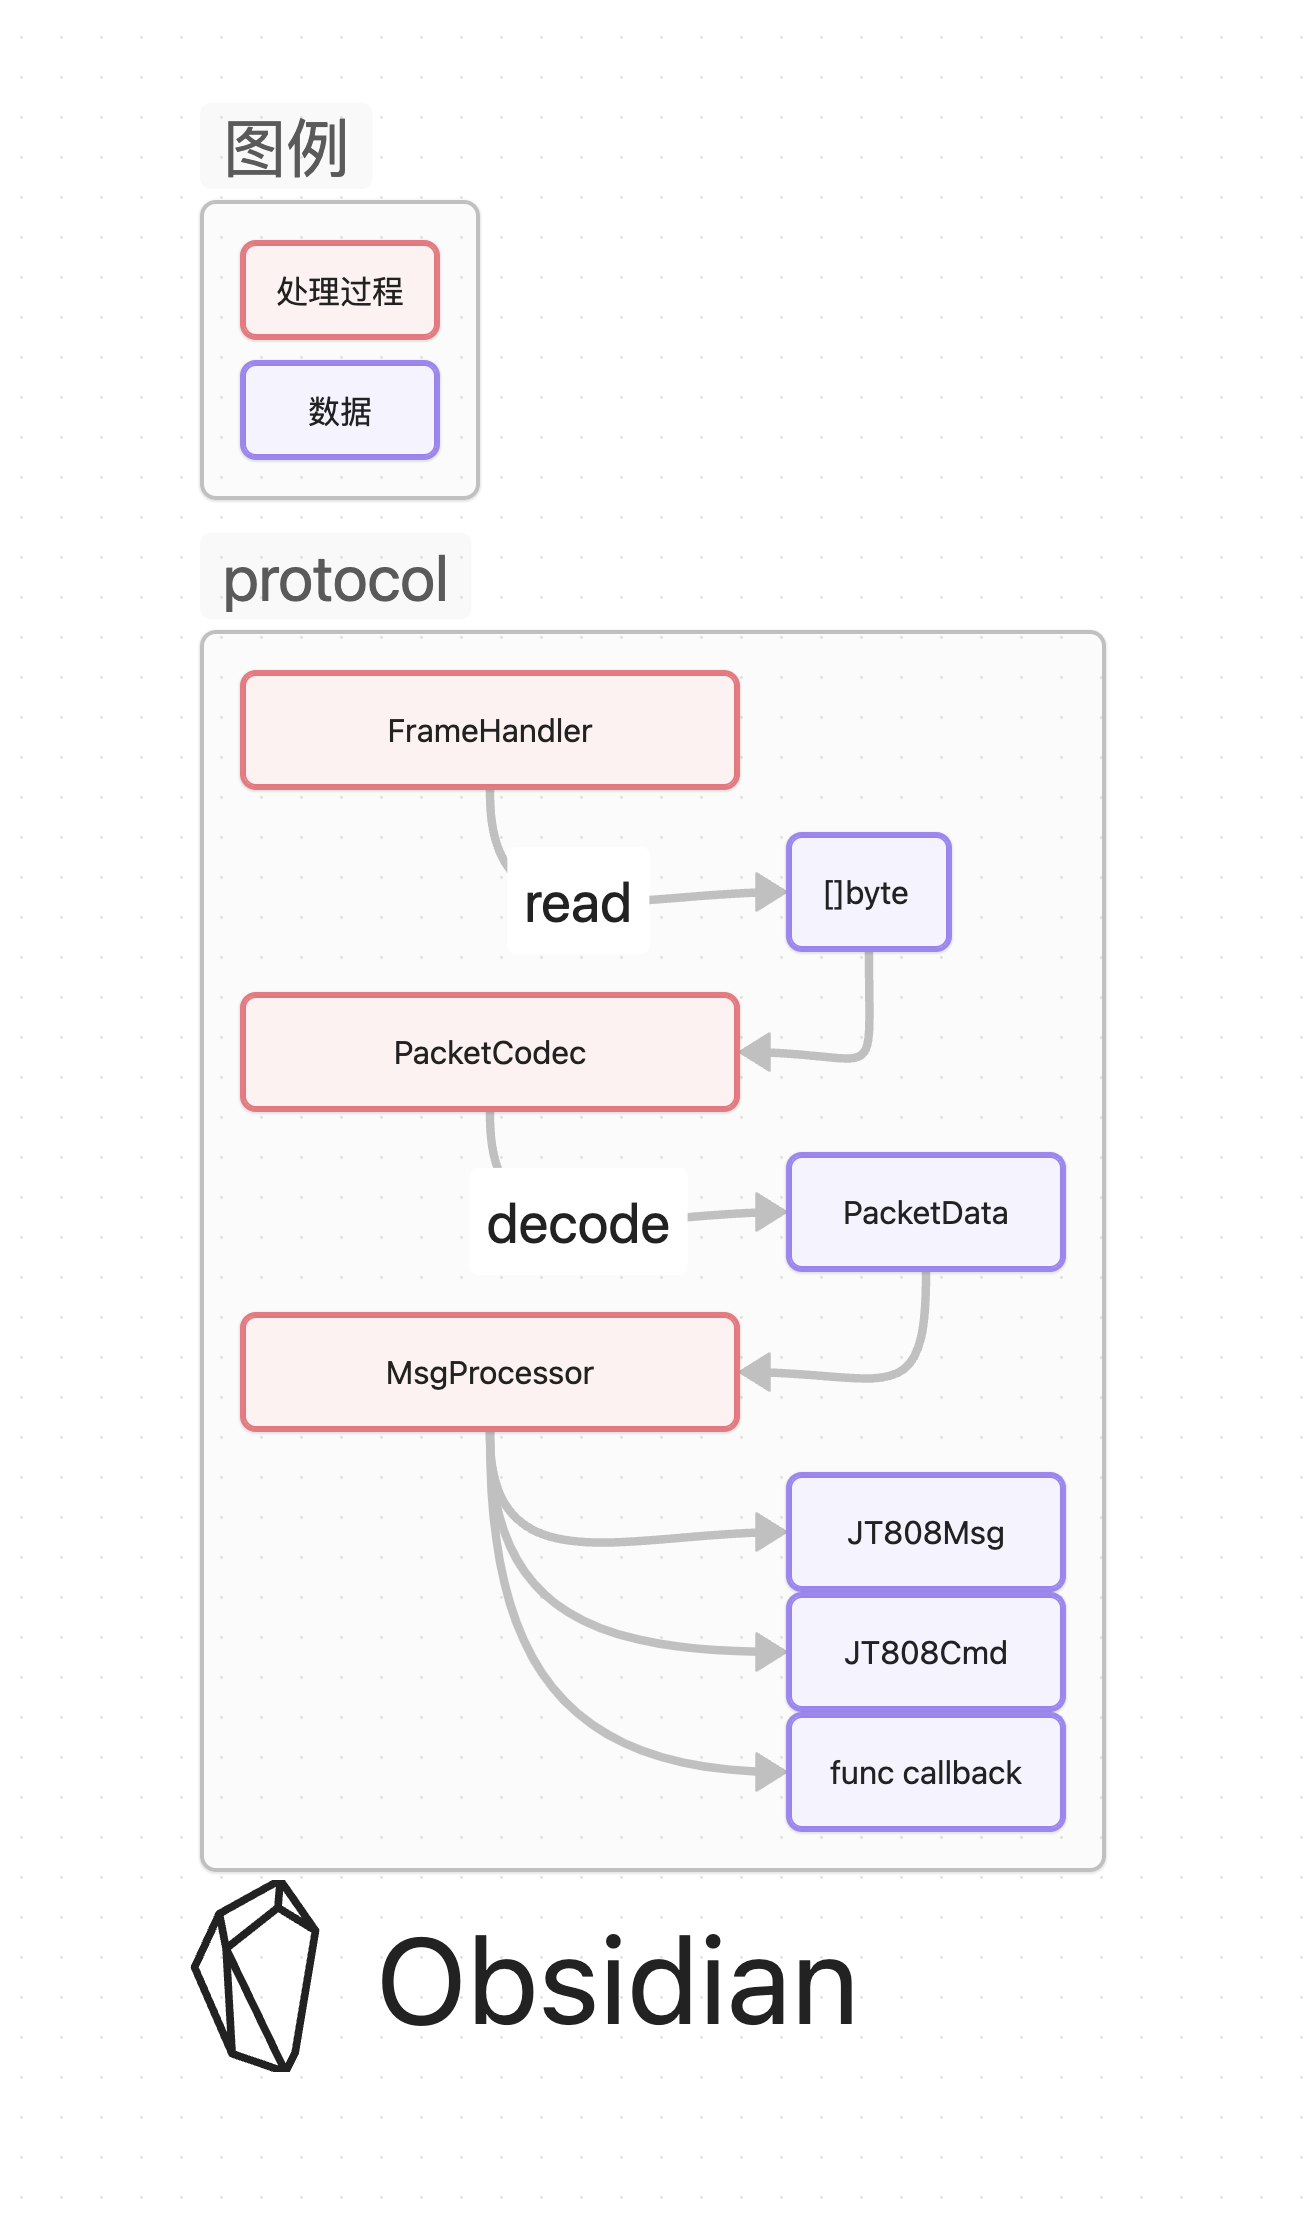 图例
处理过程
数据
protocol
FrameHandler
read
[]byte
PacketCodec
decode
PacketData
MsgProcessor
JT808Msg
JT808Cmd
func callback
Obsidian